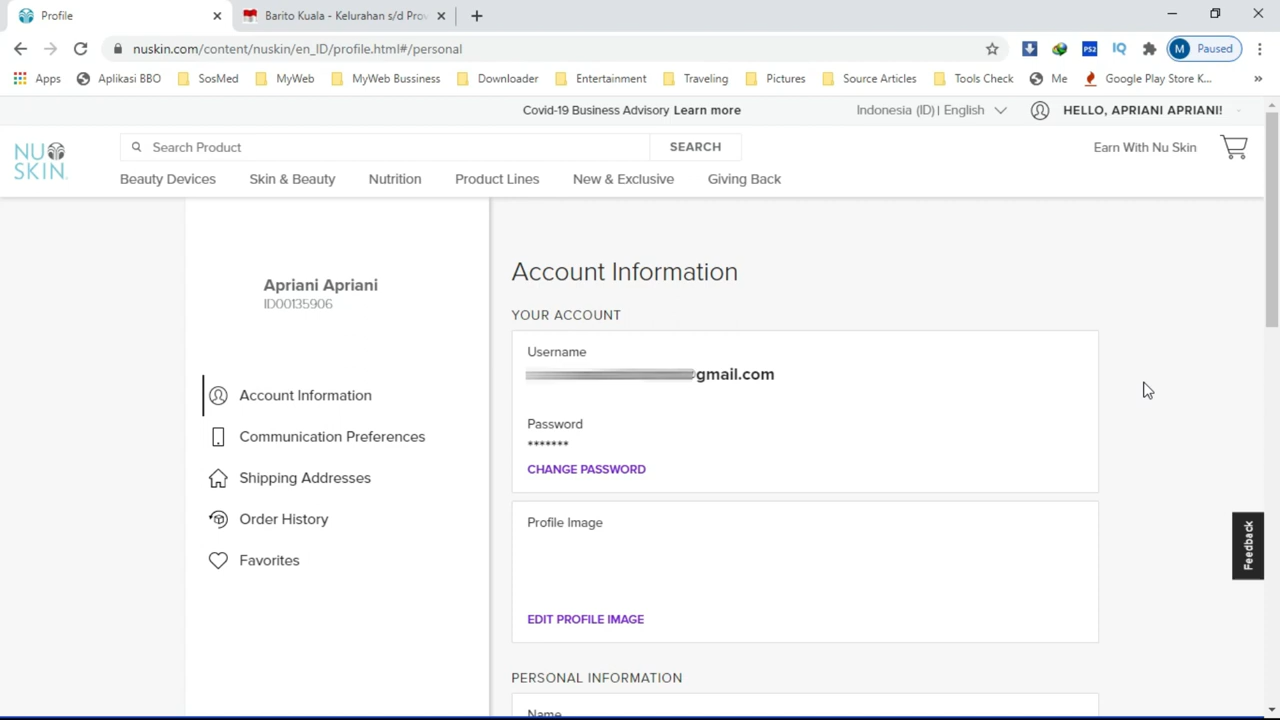 Profile
Barito Kuala - Kelurahan s/d Prov
nuskin.com/content/nuskin/en_ID/profile.html#/personal
PS2
IQ
M Paused
Apps Aplikasi BBO SosMed MyWeb MyWeb Bussiness Downloader Entertainment Traveling Pictures Source Articles Tools Check Me Google Play Store K... »
Covid-19 Business Advisory Learn more
Indonesia (ID) | English
HELLO, APRIANI APRIANI!
NU SKIN.
Search Product
SEARCH
Earn With Nu Skin
Beauty Devices Skin & Beauty Nutrition Product Lines New & Exclusive Giving Back
Apriani Apriani
ID00135906
Account Information
Communication Preferences
Shipping Addresses
Order History
Favorites
Account Information
YOUR ACCOUNT
Username
gmail.com
Password
*******
CHANGE PASSWORD
Profile Image
EDIT PROFILE IMAGE
PERSONAL INFORMATION
Name
Feedback